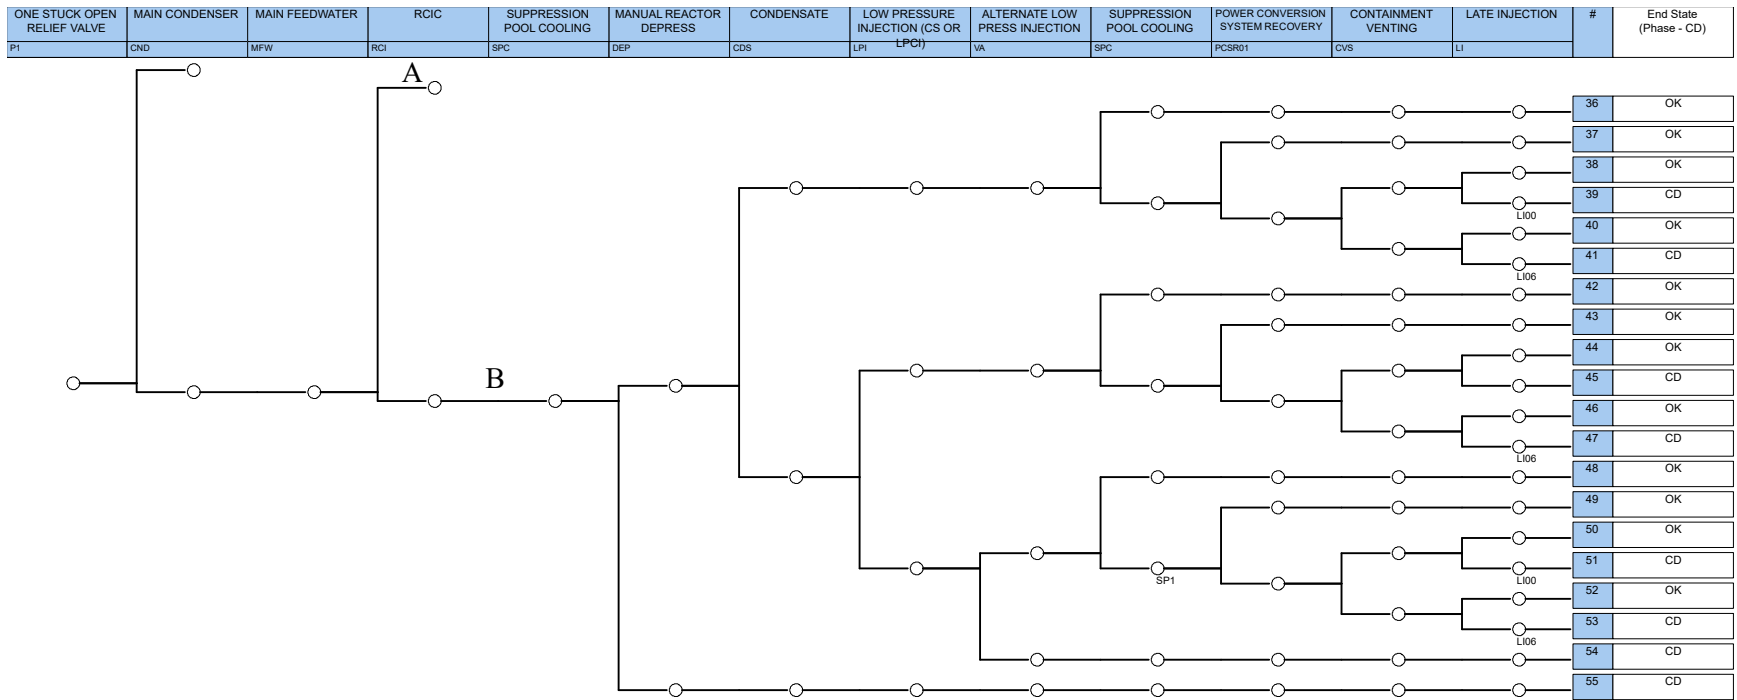 ONE STUCK OPEN
RELIEF VALVE
MAIN CONDENSER
MAIN FEEDWATER
RCIC
SUPPRESSION
POOL COOLING
MANUAL REACTOR
DEPRESS
CONDENSATE
LOW PRESSURE
INJECTION (CS OR
LPCI)
ALTERNATE LOW
PRESS INJECTION
SUPPRESSION
POOL COOLING
POWER CONVERSION
SYSTEM RECOVERY
CONTAINMENT
VENTING
LATE INJECTION
#
End State
(Phase - CD)
P1
CND
MFW
RCI
SPC
DEP
CDS
LPI
VA
SPC
PCSR01
CVS
LI
A
B
36 OK
37 OK
38 OK
39 CD
LI00
40 OK
41 CD
LI06
42 OK
43 OK
44 OK
45 CD
46 OK
47 CD
LI06
48 OK
49 OK
50 OK
51 CD
SP1
LI00
52 OK
53 CD
LI06
54 CD
55 CD